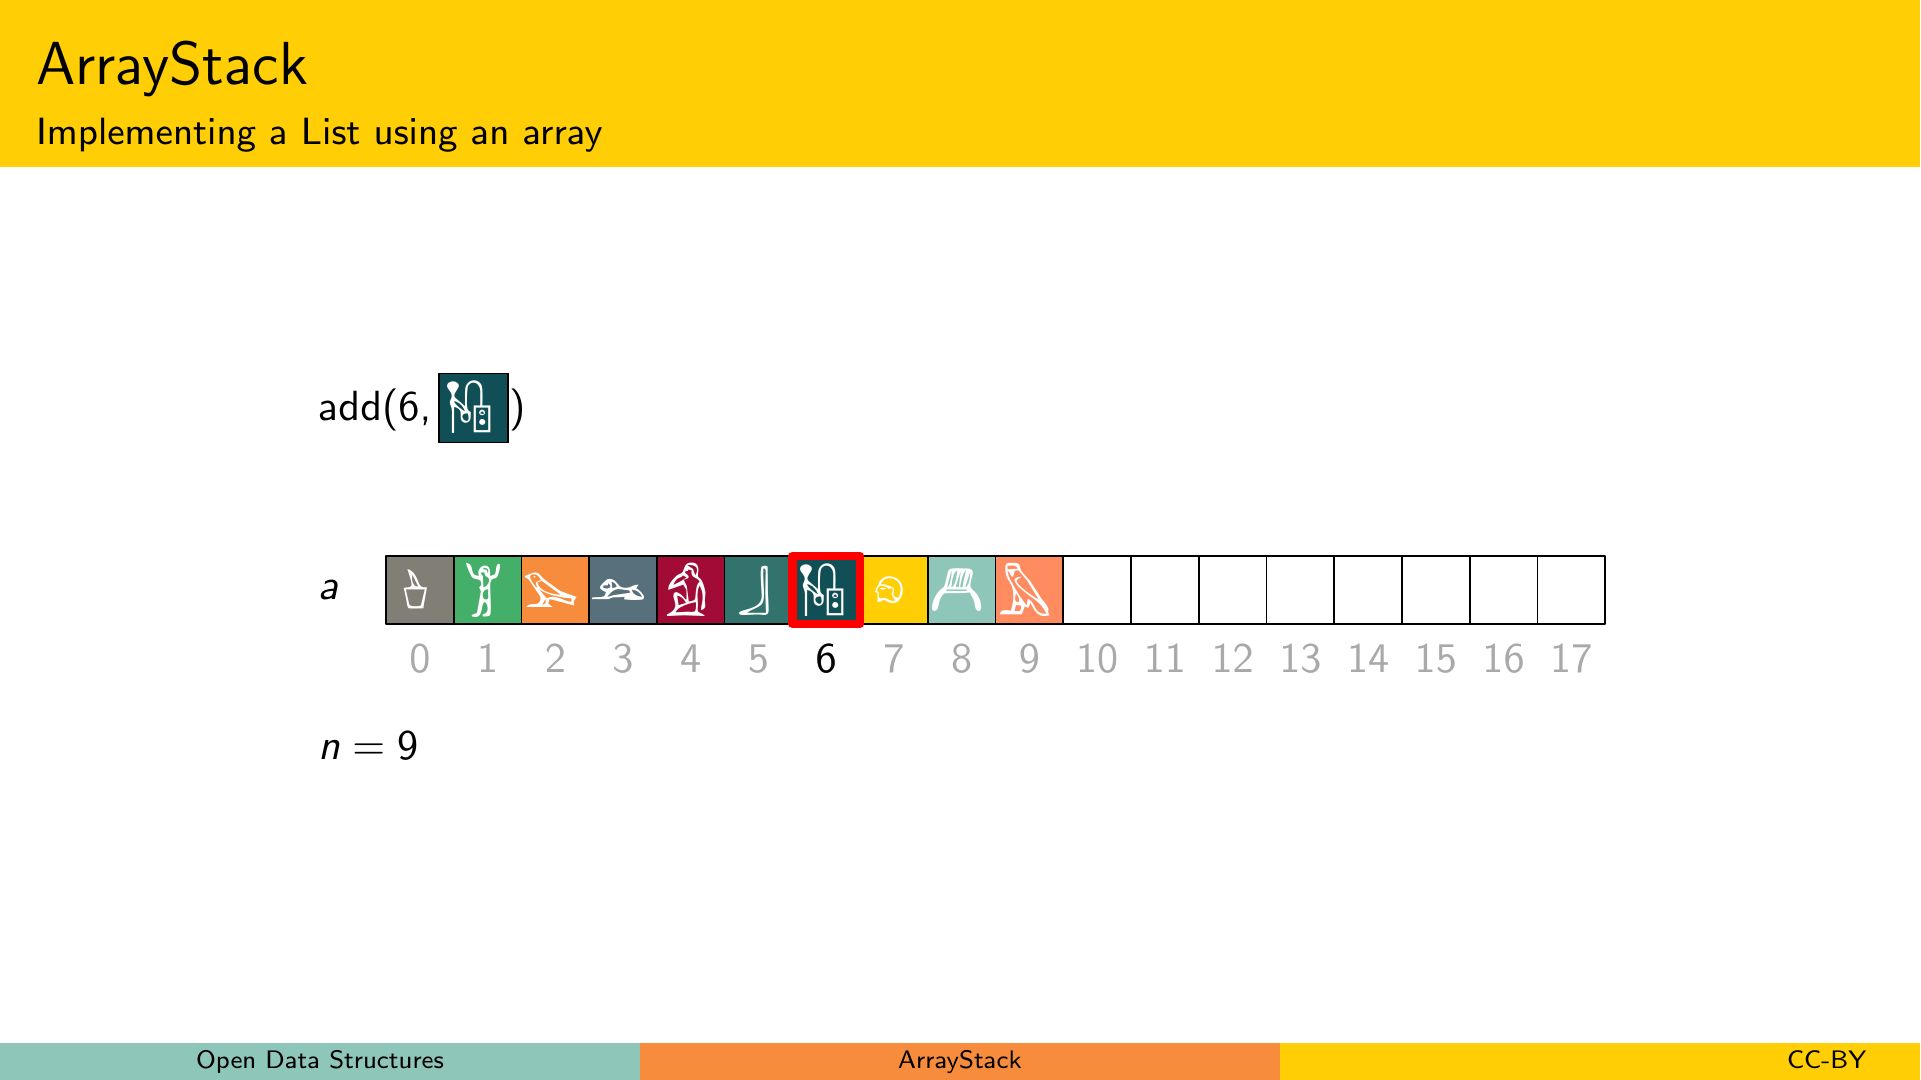 ArrayStack
Implementing a List using an array
add(6, )
a
0 1 2 3 4 5 6 7 8 9 10 11 12 13 14 15 16 17
n = 9
Open Data Structures ArrayStack CC-BY